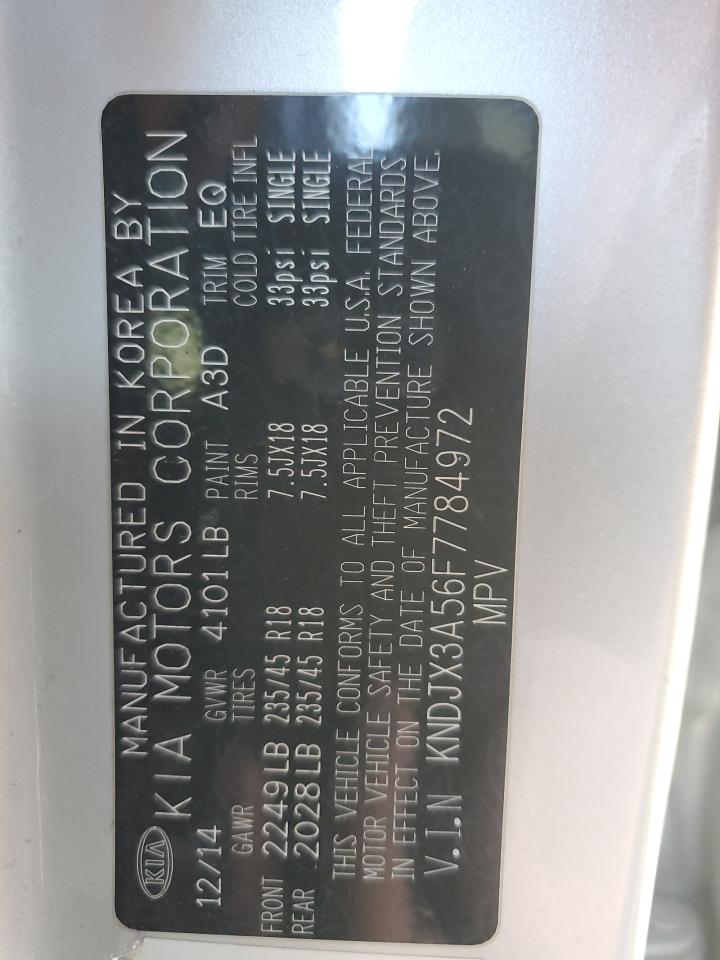 KIA
MANUFACTURED IN KOREA BY
KIA MOTORS CORPORATION
12/14 GVWR 4101LB PAINT A3D TRIM EQ
GAWR TIRES RIMS COLD TIRE INFL
FRONT 2249LB 235/45 R18 7.5JX18 33psi SINGLE
REAR 2028LB 235/45 R18 7.5JX18 33psi SINGLE
THIS VEHICLE CONFORMS TO ALL APPLICABLE U.S.A. FEDERAL
MOTOR VEHICLE SAFETY AND THEFT PREVENTION STANDARDS
IN EFFECT ON THE DATE OF MANUFACTURE SHOWN ABOVE.
V.I.N KNDJX3A56F7784972
MPV